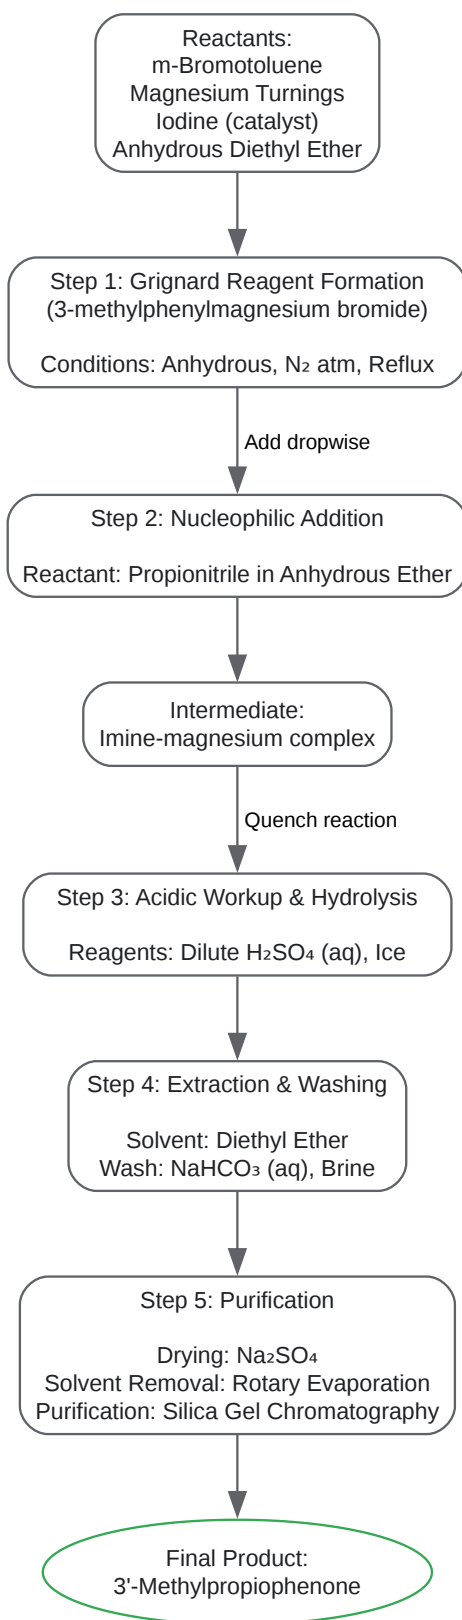 Reactants:
m-Bromotoluene
Magnesium Turnings
Iodine (catalyst)
Anhydrous Diethyl Ether
Step 1: Grignard Reagent Formation
(3-methylphenylmagnesium bromide)
Conditions: Anhydrous, N₂ atm, Reflux
Add dropwise
Step 2: Nucleophilic Addition
Reactant: Propionitrile in Anhydrous Ether
Intermediate:
Imine-magnesium complex
Quench reaction
Step 3: Acidic Workup & Hydrolysis
Reagents: Dilute H₂SO₄ (aq), Ice
Step 4: Extraction & Washing
Solvent: Diethyl Ether
Wash: NaHCO₃ (aq), Brine
Step 5: Purification
Drying: Na₂SO₄
Solvent Removal: Rotary Evaporation
Purification: Silica Gel Chromatography
Final Product:
3'-Methylpropiophenone